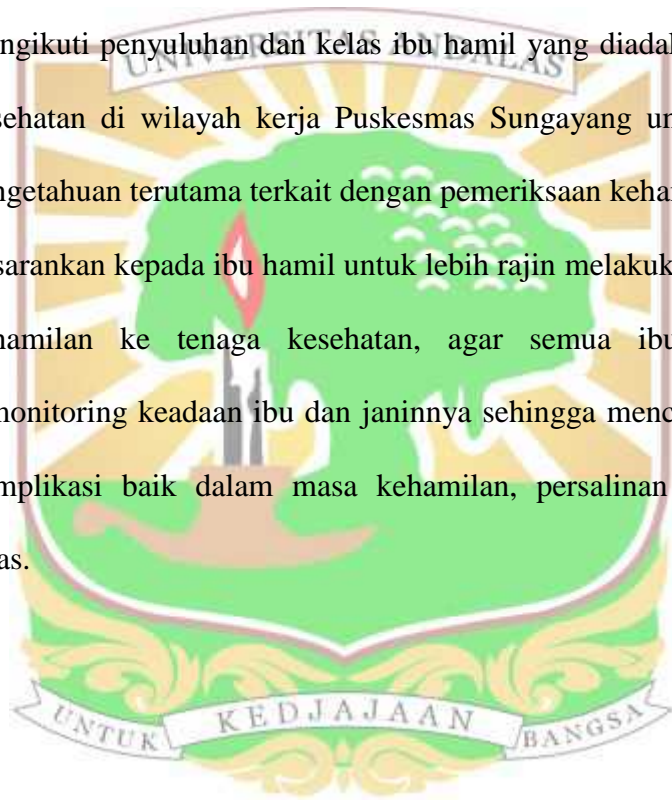 ngikuti penyuluhan dan kelas ibu hamil yang diadal
UNIVERSITAS ANDALAS
sehatan di wilayah kerja Puskesmas Sungayang un
ngetahuan terutama terkait dengan pemeriksaan keha
sarankan kepada ibu hamil untuk lebih rajin melakuk
hamilan ke tenaga kesehatan, agar semua ibu
monitoring keadaan ibu dan janinnya sehingga menc
mplikasi baik dalam masa kehamilan, persalinan
as.
UNTUK KEDJAJAAN BANGSA